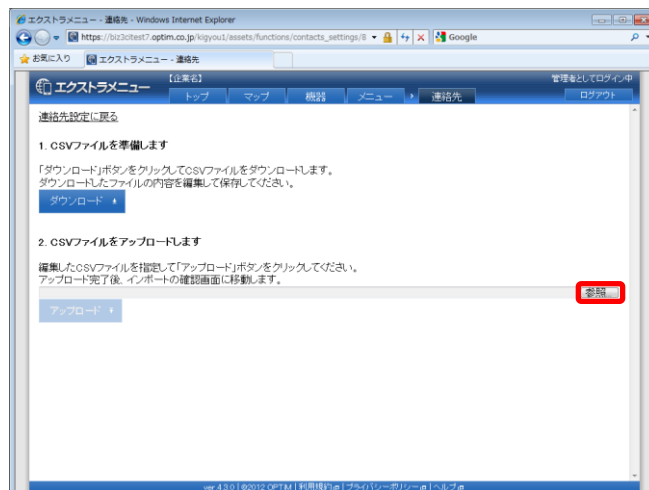 エクストラメニュー - 連絡先 - Windows Internet Explorer
https://biz3citest7.optim.co.jp/kigyou1/assets/functions/contacts_settings/8
Google
お気に入り
エクストラメニュー - 連絡先
エクストラメニュー
[企業名]
管理者としてログイン中
トップ
マップ
機器
メニュー
連絡先
ログアウト
連絡先設定に戻る
1. CSVファイルを準備します
「ダウンロード」ボタンをクリックしてCSVファイルをダウンロードします。
ダウンロードしたファイルの内容を編集して保存してください。
ダウンロード
2. CSVファイルをアップロードします
編集したCSVファイルを指定して「アップロード」ボタンをクリックしてください。
アップロード完了後、インポートの確認画面に移動します。
参照...
アップロード
ver 4.3.0 | ©2012 OPTiM | 利用規約 | プライバシーポリシー | ヘルプ